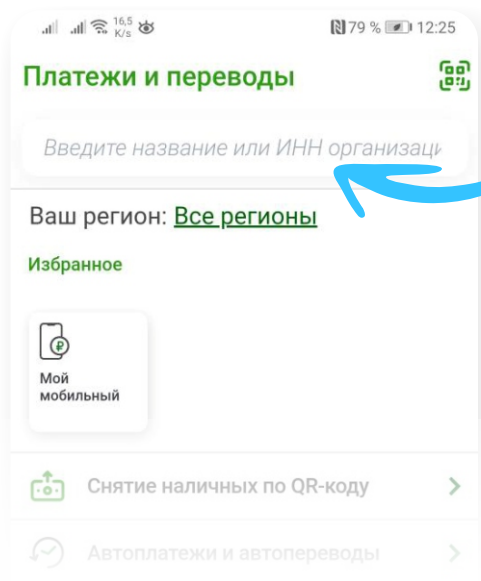 16,5
K/s
79 % 12:25
Платежи и переводы
Введите название или ИНН организаци
Ваш регион: Все регионы
Избранное
Мой
мобильный
Снятие наличных по QR-коду
Автоплатежи и автопереводы